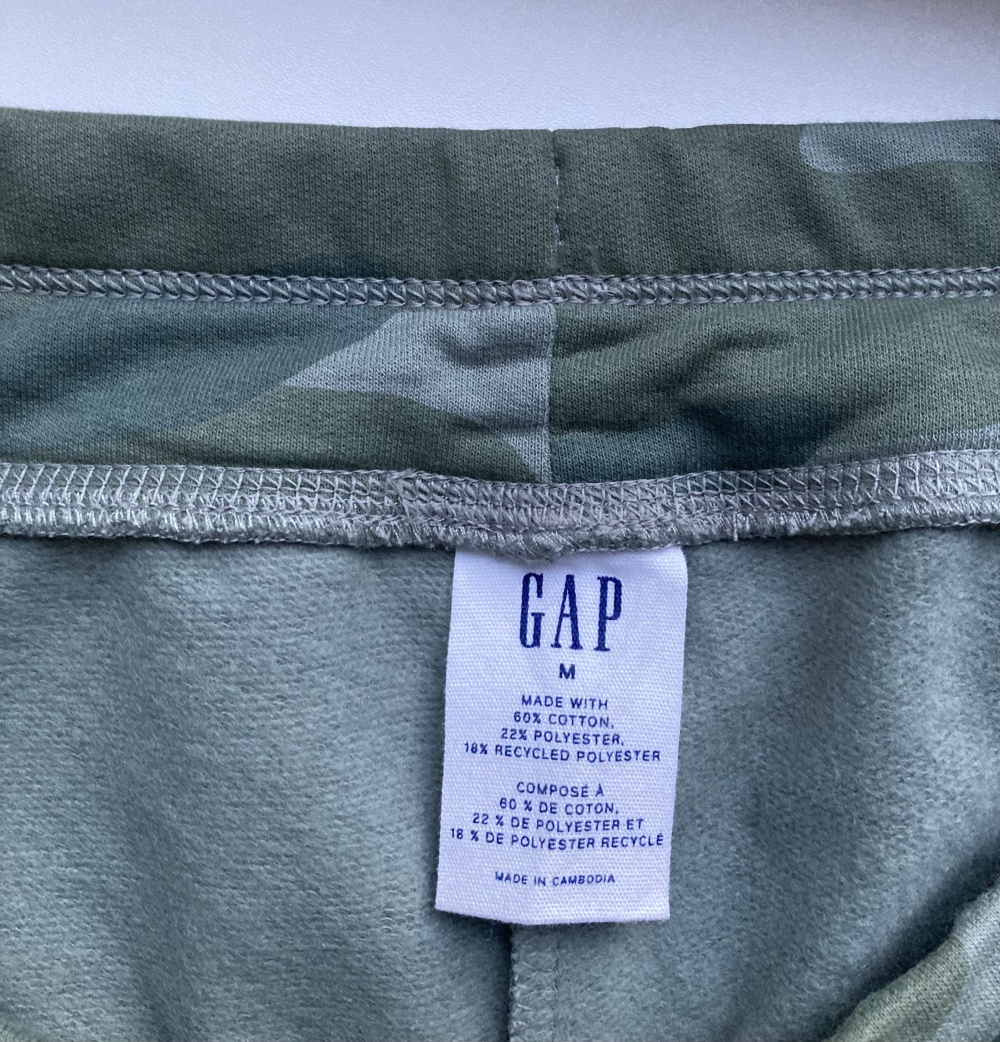 GAP
M
MADE WITH
60% COTTON,
22% POLYESTER,
18% RECYCLED POLYESTER
COMPOSÉ À
60 % DE COTON,
22 % DE POLYESTER ET
18 % DE POLYESTER RECYCLÉ
MADE IN CAMBODIA